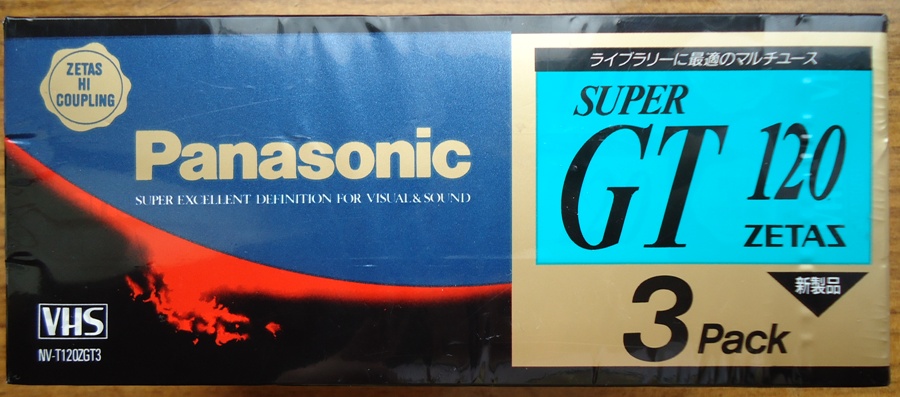 ZETAS
HI
COUPLING
Panasonic
SUPER EXCELLENT DEFINITION FOR VISUAL & SOUND
VHS
NV-T120ZGT3
ライブラリーに最適のマルチユース
SUPER
GT 120
ZETAS
新製品
3 Pack